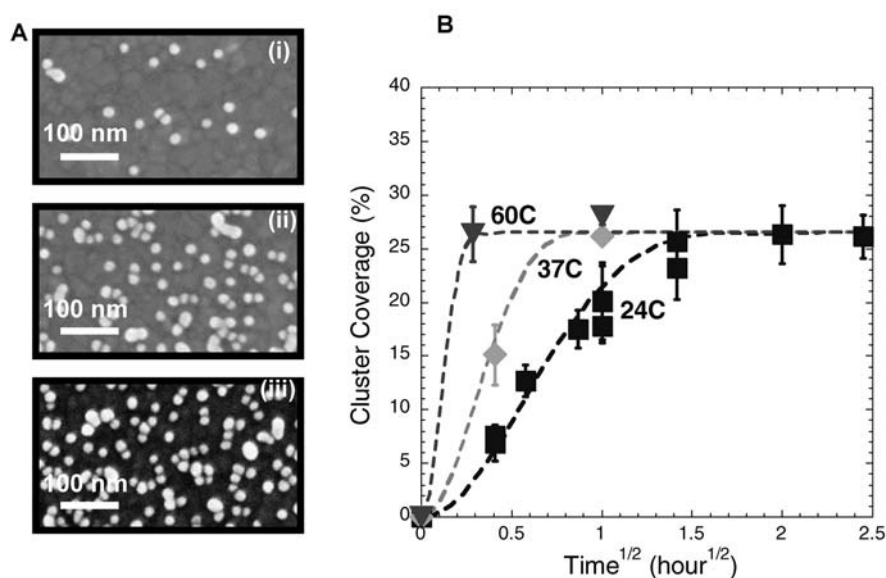 A
(i)
100 nm
(ii)
100 nm
(iii)
100 nm
B
40
35
30
25
20
15
10
5
0
Cluster Coverage (%)
60C
37C
24C
0
0.5
1
1.5
2
2.5
Time1/2 (hour1/2)